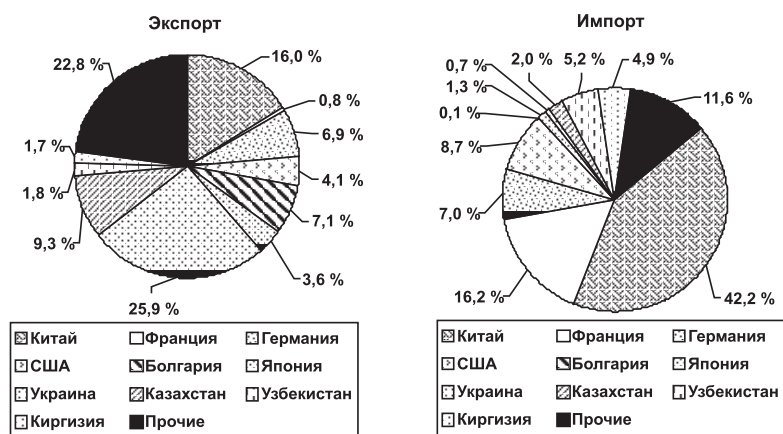 Экспорт
22,8 %
16,0 %
0,8 %
6,9 %
4,1 %
7,1 %
3,6 %
25,9 %
9,3 %
1,8 %
1,7 %
Китай Франция Германия
США Болгария Япония
Украина Казахстан Узбекистан
Киргизия Прочие
Импорт
0,7 %
2,0 %
5,2 %
4,9 %
1,3 %
0,1 %
8,7 %
7,0 %
16,2 %
11,6 %
42,2 %
Китай Франция Германия
США Болгария Япония
Украина Казахстан Узбекистан
Киргизия Прочие